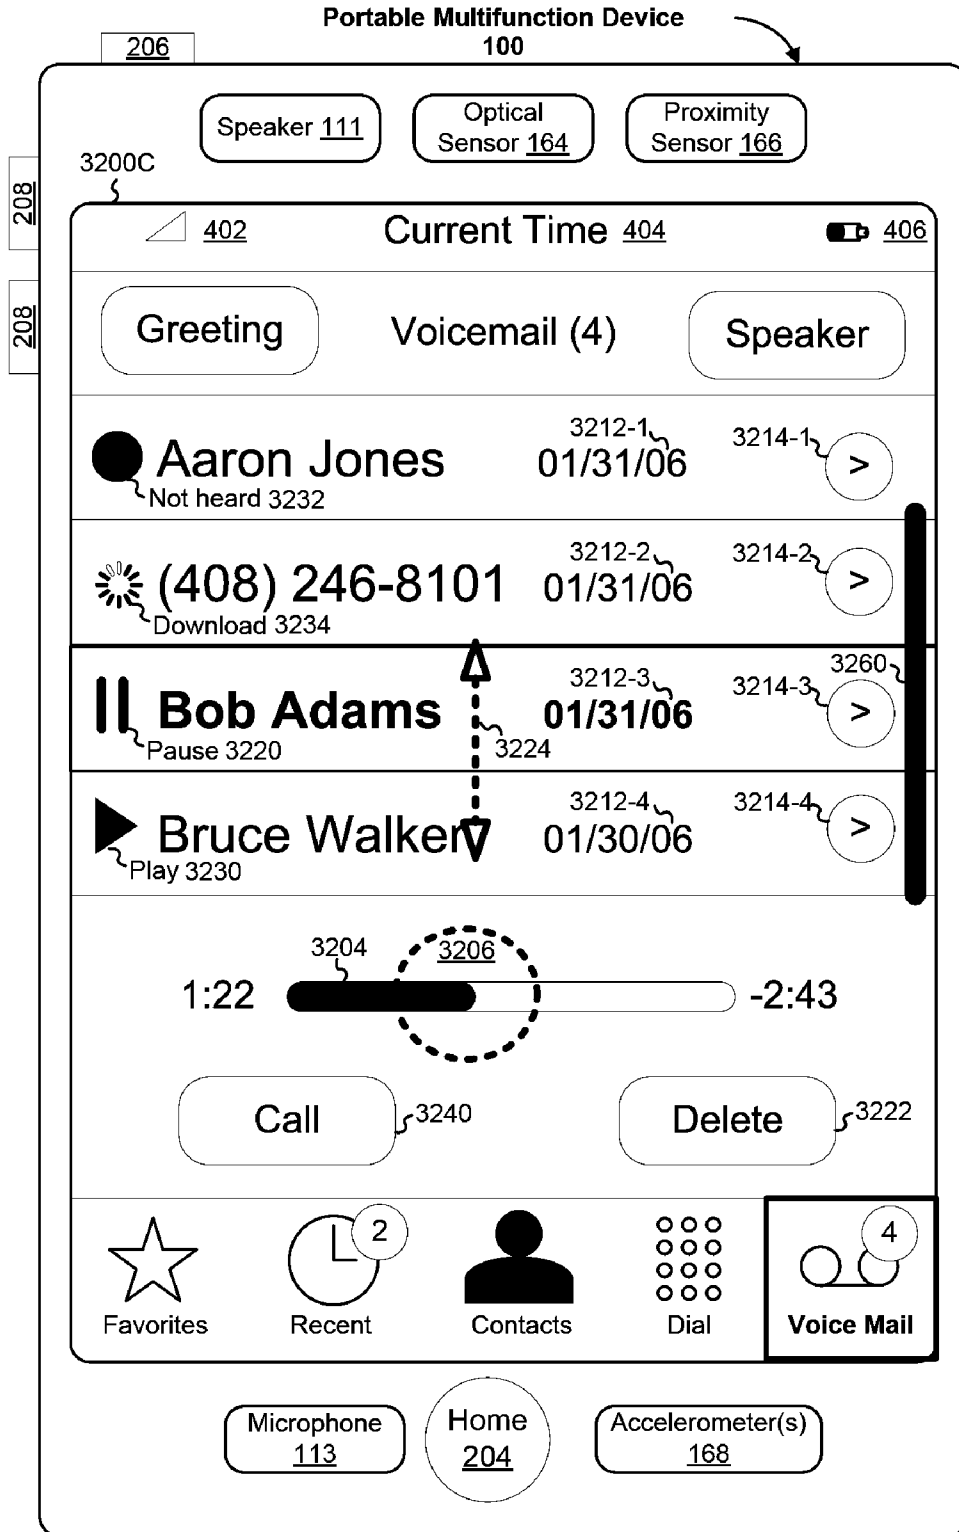 Portable Multifunction Device
100
206
Speaker 111
Optical
Sensor 164
Proximity
Sensor 166
3200C
208
208
402
Current Time 404
406
Greeting
Voicemail (4)
Speaker
Aaron Jones
3212-1
01/31/06
3214-1
>
Not heard 3232
(408) 246-8101
3212-2
01/31/06
3214-2
>
Download 3234
Bob Adams
3212-3
01/31/06
3214-3
3260
>
Pause 3220
3224
Bruce Walker
3212-4
01/30/06
3214-4
>
Play 3230
3204
3206
1:22
-2:43
Call
3240
Delete
3222
Favorites
2
Recent
Contacts
Dial
4
Voice Mail
Microphone
113
Home
204
Accelerometer(s)
168